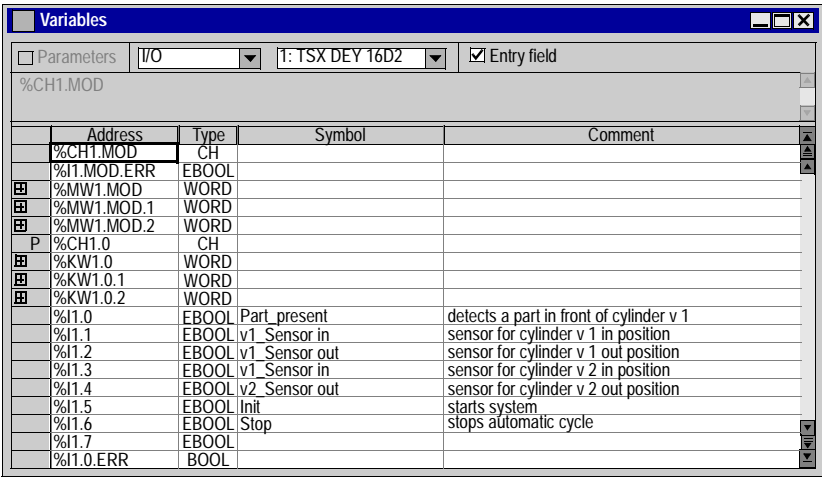 Variables
Parameters I/O 1: TSX DEY 16D2 Entry field
%CH1.MOD
Address Type Symbol Comment
%CH1.MOD CH
%I1.MOD.ERR EBOOL
%MW1.MOD WORD
%MW1.MOD.1 WORD
%MW1.MOD.2 WORD
P %CH1.0 CH
%KW1.0 WORD
%KW1.0.1 WORD
%KW1.0.2 WORD
%I1.0 EBOOL Part_present detects a part in front of cylinder v 1
%I1.1 EBOOL v1_Sensor in sensor for cylinder v 1 in position
%I1.2 EBOOL v1_Sensor out sensor for cylinder v 1 out position
%I1.3 EBOOL v1_Sensor in sensor for cylinder v 2 in position
%I1.4 EBOOL v2_Sensor out sensor for cylinder v 2 out position
%I1.5 EBOOL Init starts system
%I1.6 EBOOL Stop stops automatic cycle
%I1.7 EBOOL
%I1.0.ERR BOOL